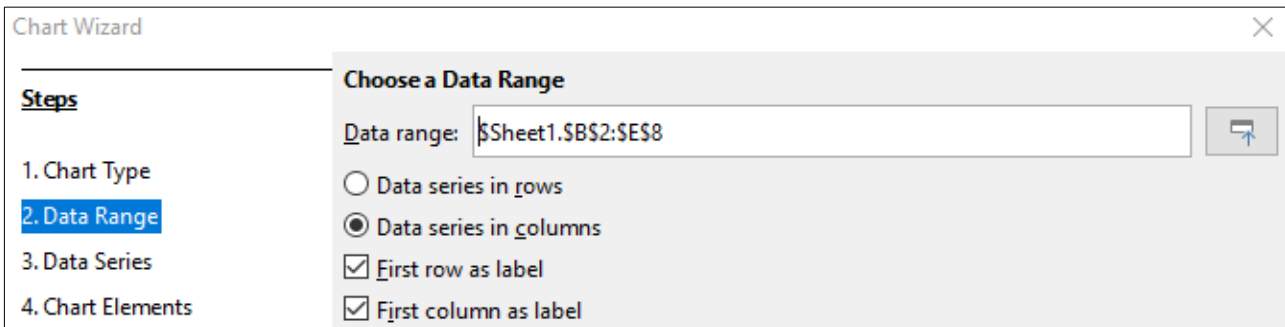 Chart Wizard
Steps
1. Chart Type
2. Data Range
3. Data Series
4. Chart Elements
Choose a Data Range
Data range: $Sheet1.$B$2:$E$8
Data series in rows
Data series in columns
First row as label
First column as label